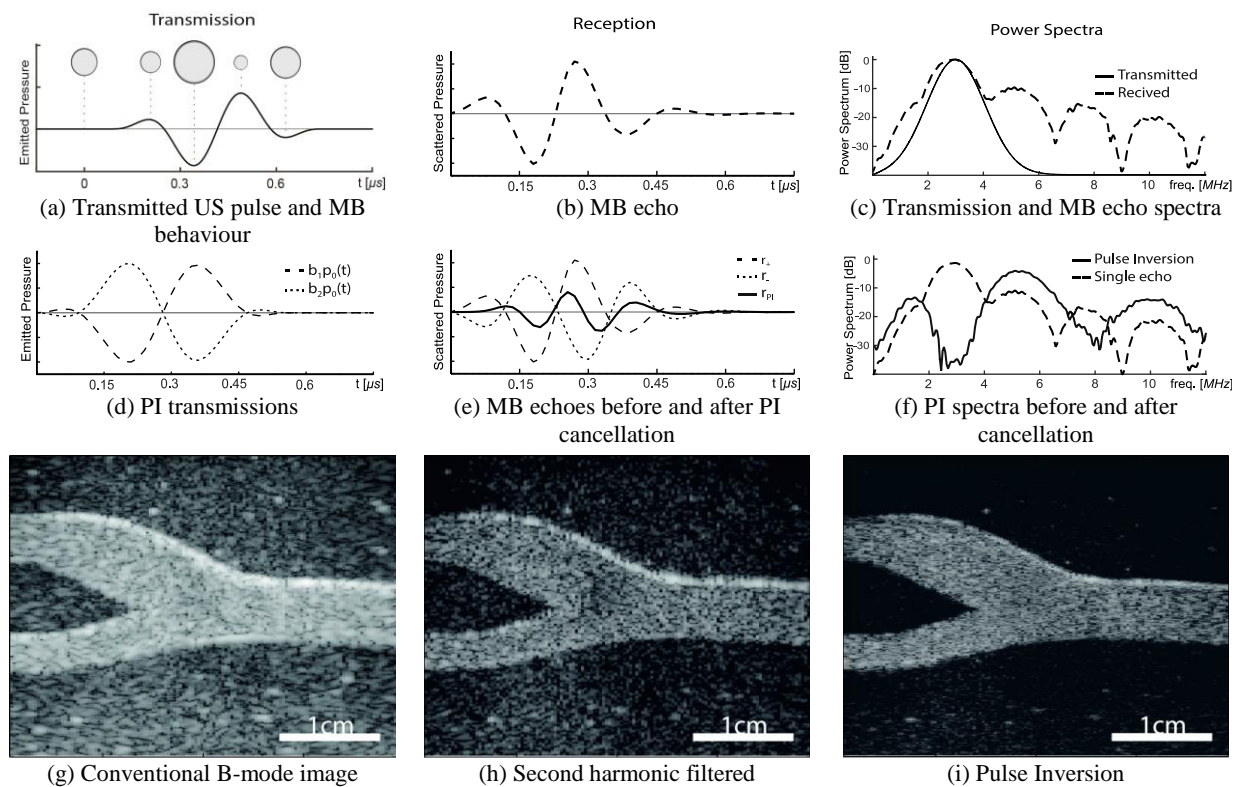 Transmission
Emitted Pressure
0 0.3 0.6 t [µs]
(a) Transmitted US pulse and MB
behaviour
Reception
Scattered Pressure
0.15 0.3 0.45 0.6 t [µs]
(b) MB echo
Power Spectra
Power Spectrum [dB]
0
-10
-20
-30
Transmitted
Recived
2 4 6 8 10 freq. [MHz]
(c) Transmission and MB echo spectra
Emitted Pressure
b₁p₀(t)
b₂p₀(t)
0.15 0.3 0.45 0.6 t [µs]
(d) PI transmissions
Scattered Pressure
r₊
r₋
r_PI
0.15 0.3 0.45 0.6 t [µs]
(e) MB echoes before and after PI
cancellation
Power Spectrum [dB]
0
-10
-20
-30
Pulse Inversion
Single echo
2 4 6 8 10 freq. [MHz]
(f) PI spectra before and after
cancellation
1cm
(g) Conventional B-mode image
1cm
(h) Second harmonic filtered
1cm
(i) Pulse Inversion